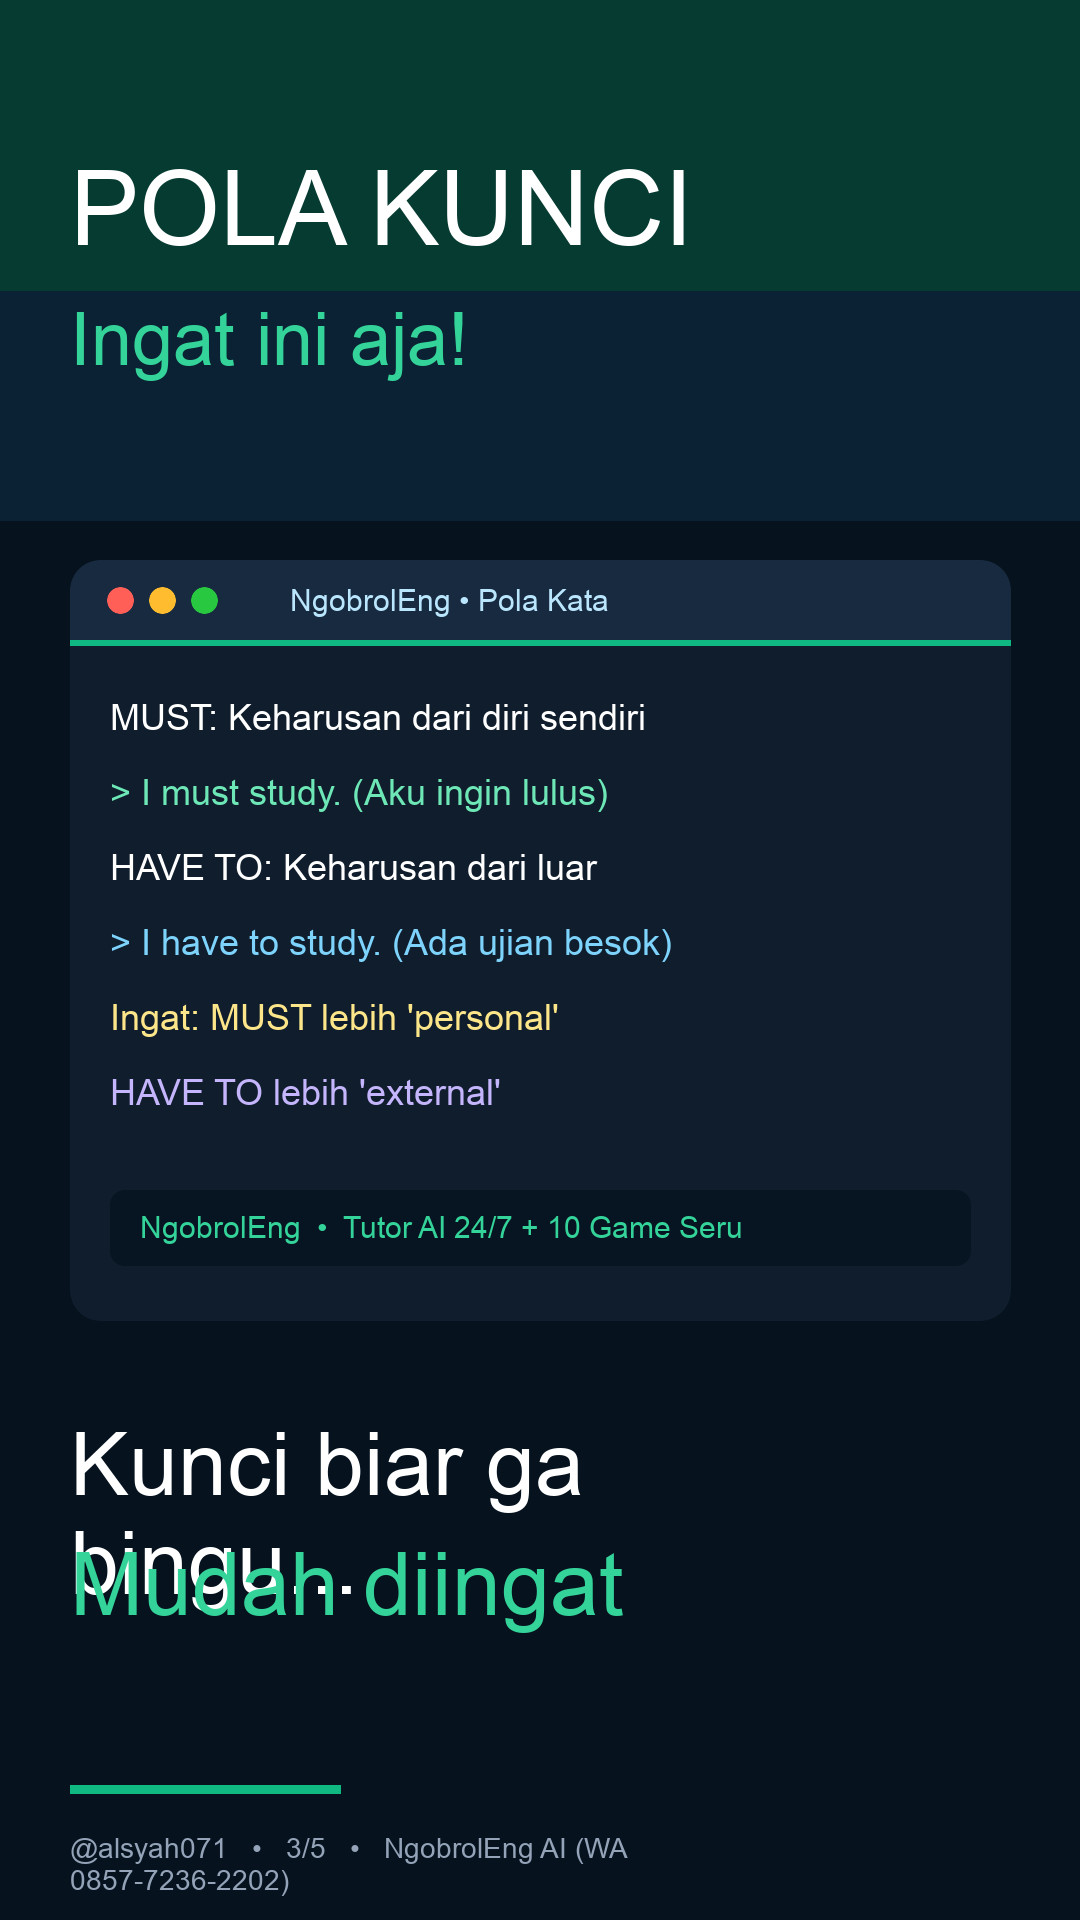 POLA KUNCI
Ingat ini aja!
NgobrolEng • Pola Kata
MUST: Keharusan dari diri sendiri
> I must study. (Aku ingin lulus)
HAVE TO: Keharusan dari luar
> I have to study. (Ada ujian besok)
Ingat: MUST lebih 'personal'
HAVE TO lebih 'external'
NgobrolEng • Tutor AI 24/7 + 10 Game Seru
Kunci biar ga
bingu...
Mudah diingat
@alsyah071 • 3/5 • NgobrolEng AI (WA
0857-7236-2202)